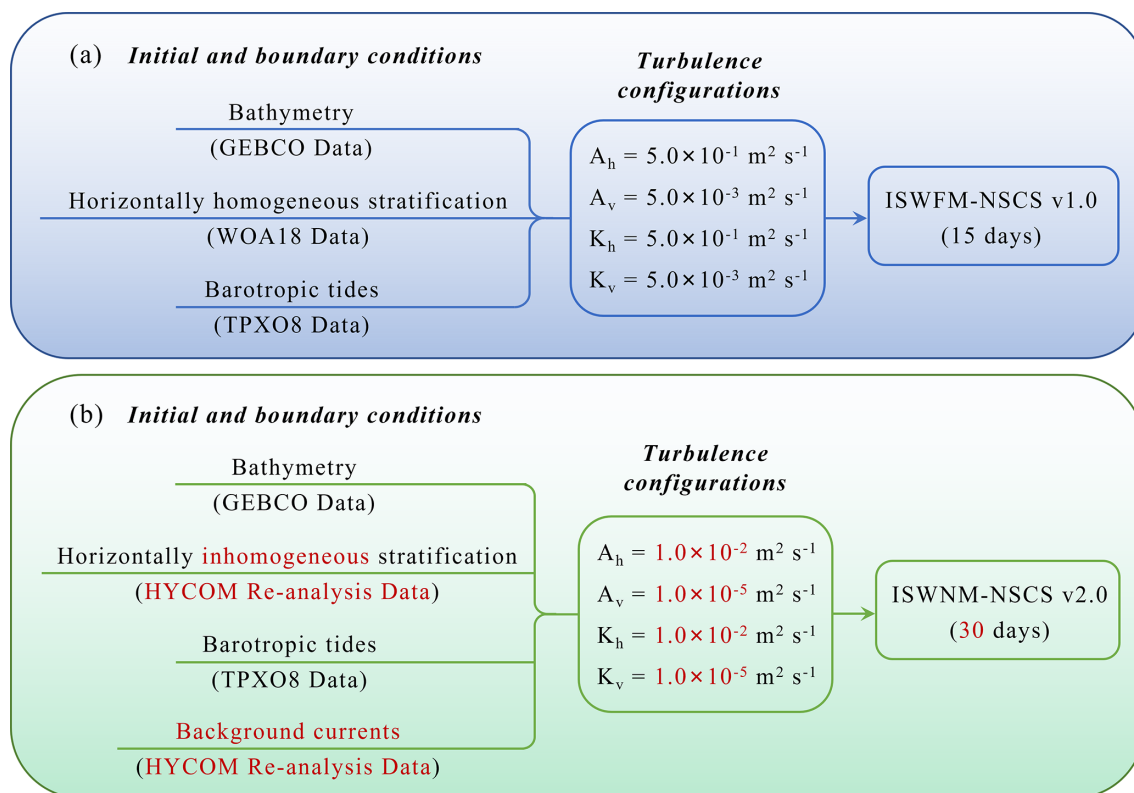 (a) Initial and boundary conditions
Turbulence
configurations
Bathymetry
(GEBCO Data)
Horizontally homogeneous stratification
(WOA18 Data)
Barotropic tides
(TPXO8 Data)
Aₕ = 5.0×10⁻¹ m² s⁻¹
Aᵥ = 5.0×10⁻³ m² s⁻¹
Kₕ = 5.0×10⁻¹ m² s⁻¹
Kᵥ = 5.0×10⁻³ m² s⁻¹
ISWFM-NSCS v1.0
(15 days)
(b) Initial and boundary conditions
Turbulence
configurations
Bathymetry
(GEBCO Data)
Horizontally inhomogeneous stratification
(HYCOM Re-analysis Data)
Barotropic tides
(TPXO8 Data)
Background currents
(HYCOM Re-analysis Data)
Aₕ = 1.0×10⁻² m² s⁻¹
Aᵥ = 1.0×10⁻⁵ m² s⁻¹
Kₕ = 1.0×10⁻² m² s⁻¹
Kᵥ = 1.0×10⁻⁵ m² s⁻¹
ISWNM-NSCS v2.0
(30 days)